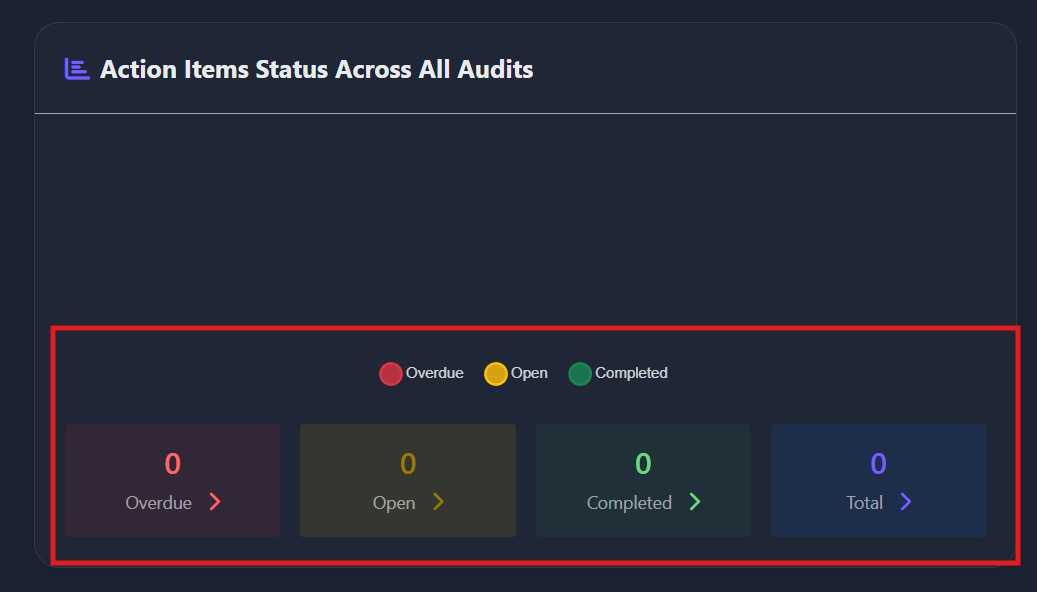 Action Items Status Across All Audits
Overdue Open Completed
0 0 0 0
Overdue Open Completed Total